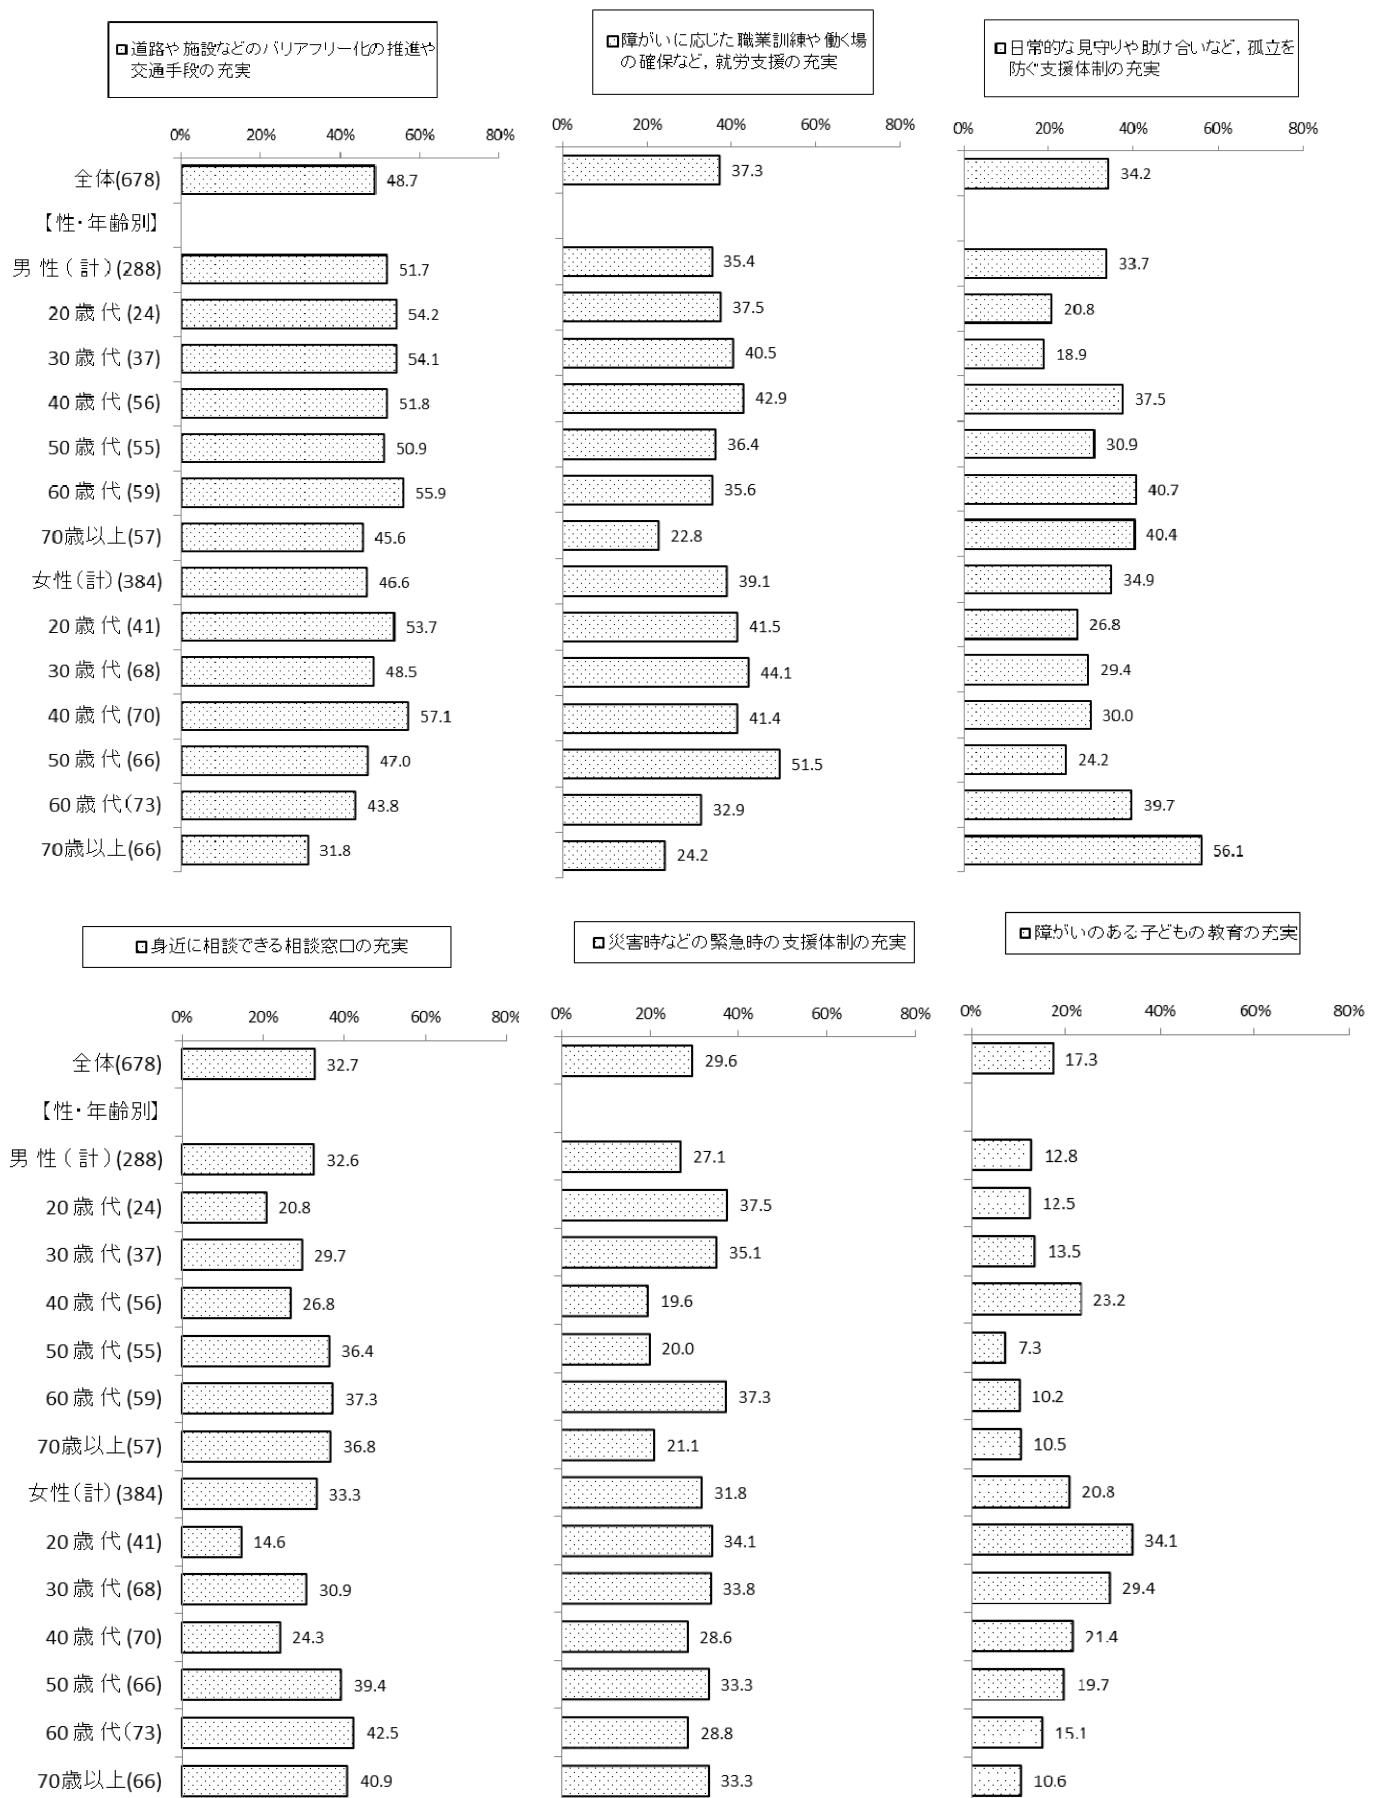 道路や施設などのバリアフリー化の推進や
交通手段の充実
障がいに応じた職業訓練や働く場
の確保など，就労支援の充実
日常的な見守りや助け合いなど，孤立を
防ぐ支援体制の充実
0% 20% 40% 60% 80% 0% 20% 40% 60% 80% 0% 20% 40% 60% 80%
全体(678) 48.7 37.3 34.2
【性・年齢別】
男性（計）(288) 51.7 35.4 33.7
20歳代(24) 54.2 37.5 20.8
30歳代(37) 54.1 40.5 18.9
40歳代(56) 51.8 42.9 37.5
50歳代(55) 50.9 36.4 30.9
60歳代(59) 55.9 35.6 40.7
70歳以上(57) 45.6 22.8 40.4
女性（計）(384) 46.6 39.1 34.9
20歳代(41) 53.7 41.5 26.8
30歳代(68) 48.5 44.1 29.4
40歳代(70) 57.1 41.4 30.0
50歳代(66) 47.0 51.5 24.2
60歳代(73) 43.8 32.9 39.7
70歳以上(66) 31.8 24.2 56.1
身近に相談できる相談窓口の充実
災害時などの緊急時の支援体制の充実
障がいのある子どもの教育の充実
0% 20% 40% 60% 80% 0% 20% 40% 60% 80% 0% 20% 40% 60% 80%
全体(678) 32.7 29.6 17.3
【性・年齢別】
男性（計）(288) 32.6 27.1 12.8
20歳代(24) 20.8 37.5 12.5
30歳代(37) 29.7 35.1 13.5
40歳代(56) 26.8 19.6 23.2
50歳代(55) 36.4 20.0 7.3
60歳代(59) 37.3 37.3 10.2
70歳以上(57) 36.8 21.1 10.5
女性（計）(384) 33.3 31.8 20.8
20歳代(41) 14.6 34.1 34.1
30歳代(68) 30.9 33.8 29.4
40歳代(70) 24.3 28.6 21.4
50歳代(66) 39.4 33.3 19.7
60歳代(73) 42.5 28.8 15.1
70歳以上(66) 40.9 33.3 10.6